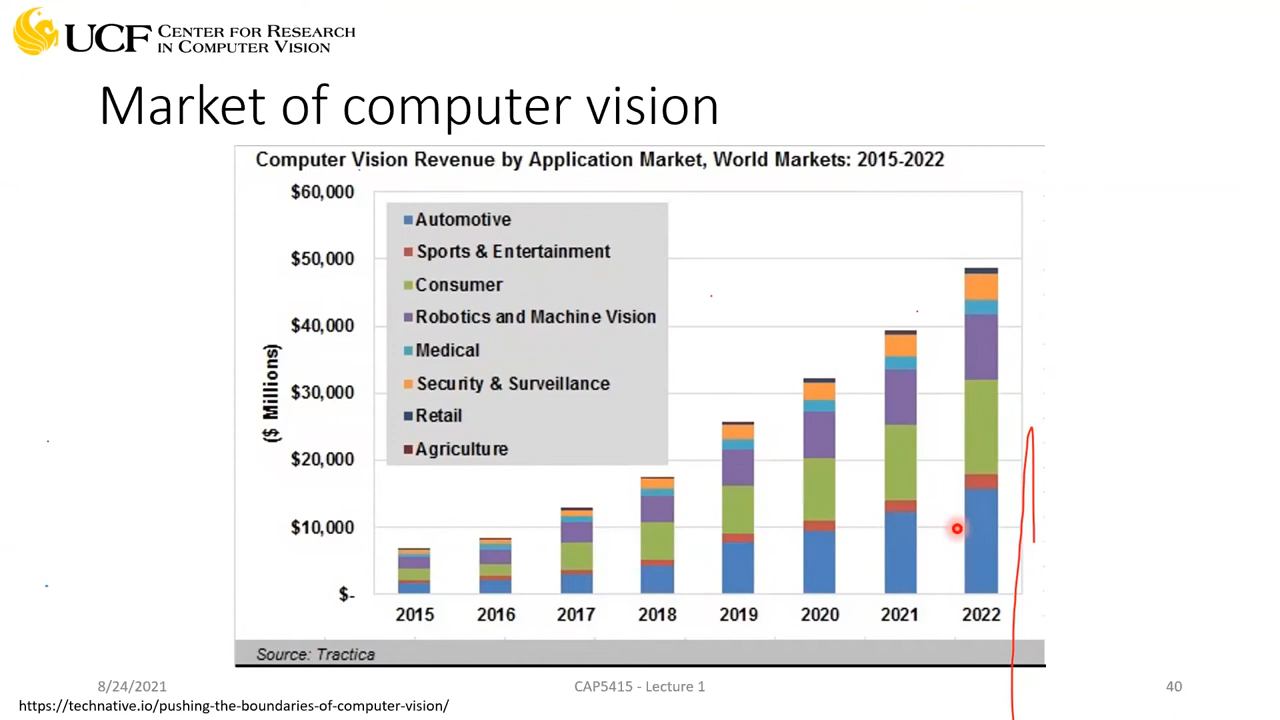 UCF CENTER FOR RESEARCH
IN COMPUTER VISION
Market of computer vision
Computer Vision Revenue by Application Market, World Markets: 2015-2022
$60,000
$50,000
$40,000
$30,000
$20,000
$10,000
$-
($ Millions)
Automotive
Sports & Entertainment
Consumer
Robotics and Machine Vision
Medical
Security & Surveillance
Retail
Agriculture
2015 2016 2017 2018 2019 2020 2021 2022
Source: Tractica
8/24/2021 CAP5415 - Lecture 1 40
https://technative.io/pushing-the-boundaries-of-computer-vision/